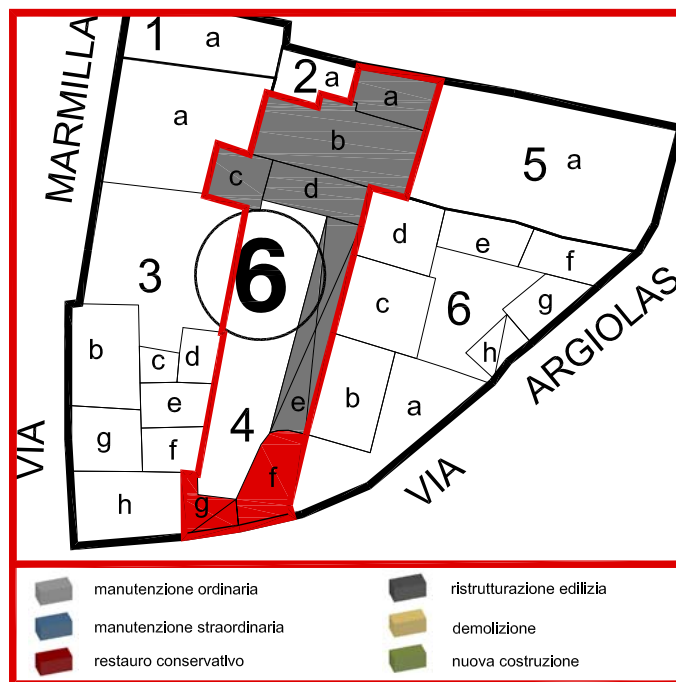 1 a
MARMILLA
2 a
a
a
b
5 a
c
d
d
e
f
3
6
c
6
g
ARGIOLAS
b
c
d
h
e
4
e
b
a
g
f
f
VIA
VIA
h
g
manutenzione ordinaria
ristrutturazione edilizia
manutenzione straordinaria
demolizione
restauro conservativo
nuova costruzione